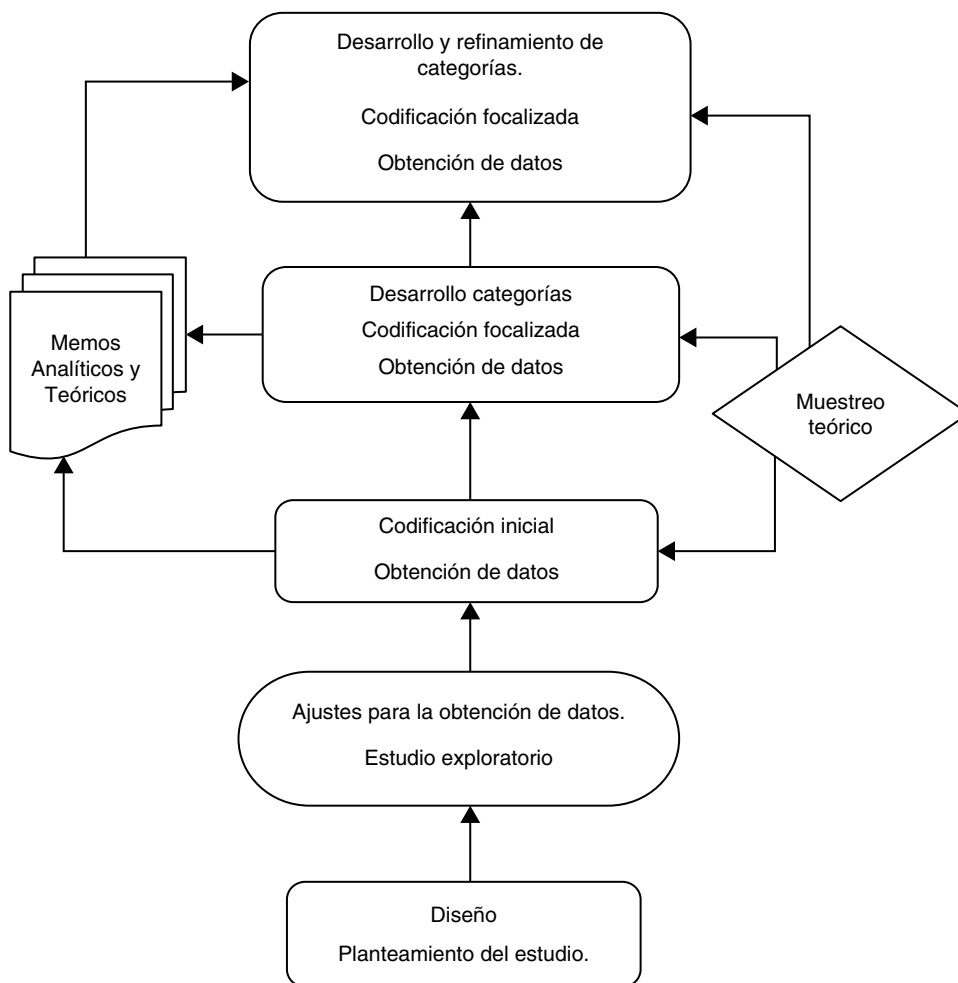 Desarrollo y refinamiento de
categorías.
Codificación focalizada
Obtención de datos
Desarrollo categorías
Codificación focalizada
Obtención de datos
Memos
Analíticos y
Teóricos
Muestreo
teórico
Codificación inicial
Obtención de datos
Ajustes para la obtención de datos.
Estudio exploratorio
Diseño
Planteamiento del estudio.